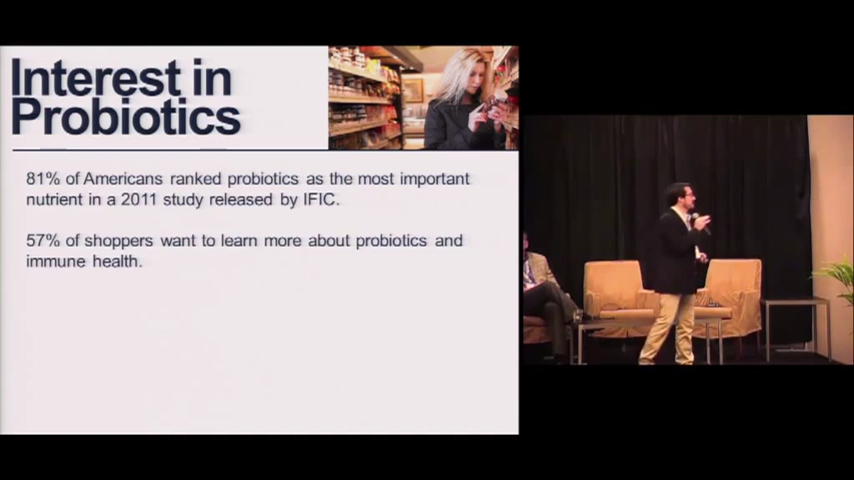 Interest in
Probiotics
81% of Americans ranked probiotics as the most important
nutrient in a 2011 study released by IFIC.
57% of shoppers want to learn more about probiotics and
immune health.